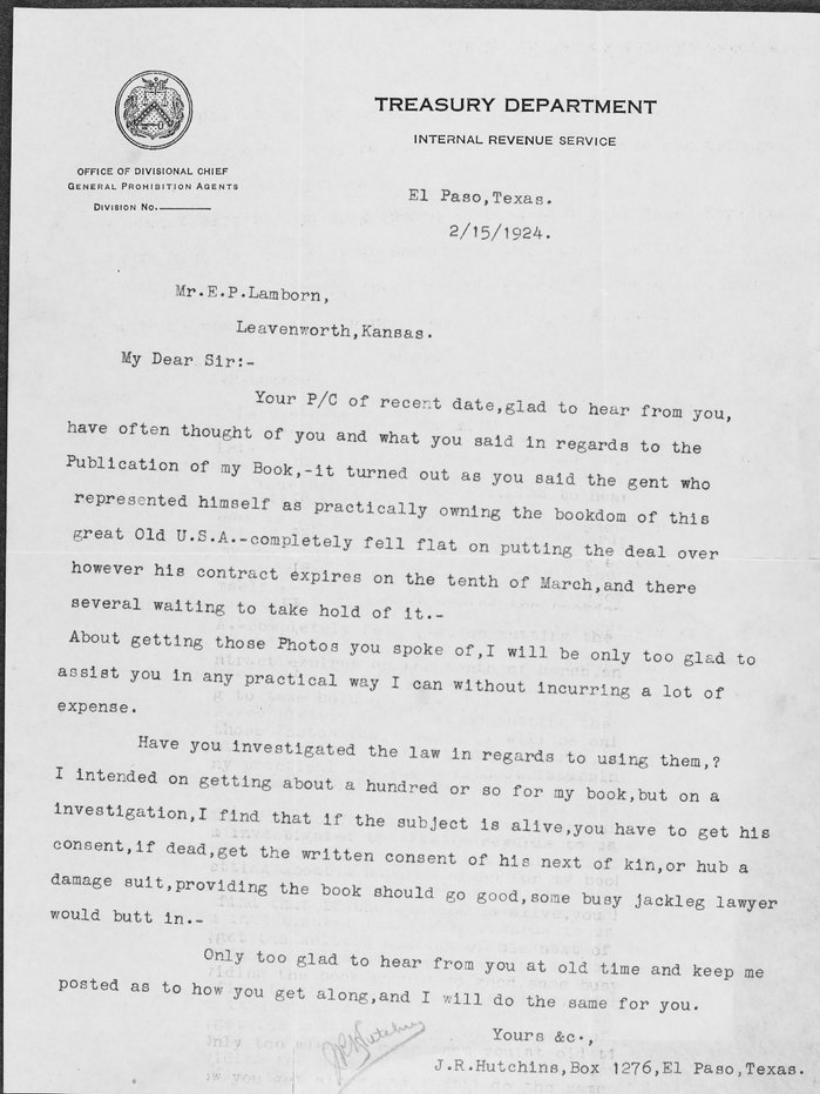 TREASURY DEPARTMENT
INTERNAL REVENUE SERVICE
OFFICE OF DIVISIONAL CHIEF
GENERAL PROHIBITION AGENTS
DIVISION NO.
El Paso,Texas.
2/15/1924.
Mr.E.P.Lamborn,
Leavenworth,Kansas.
My Dear Sir:-
Your P/C of recent date,glad to hear from you,
have often thought of you and what you said in regards to the
Publication of my Book,-it turned out as you said the gent who
represented himself as practically owning the bookdom of this
great Old U.S.A.-completely fell flat on putting the deal over
however his contract expires on the tenth of March,and there
several waiting to take hold of it.-
About getting those Photos you spoke of,I will be only too glad to
assist you in any practical way I can without incurring a lot of
expense.
Have you investigated the law in regards to using them,?
I intended on getting about a hundred or so for my book,but on a
investigation,I find that if the subject is alive,you have to get his
consent,if dead,get the written consent of his next of kin,or hub a
damage suit,providing the book should go good,some busy jackleg lawyer
would butt in.-
Only too glad to hear from you at old time and keep me
posted as to how you get along,and I will do the same for you.
Yours &c.,
JR Hutchins
J.R.Hutchins,Box 1276,El Paso,Texas.